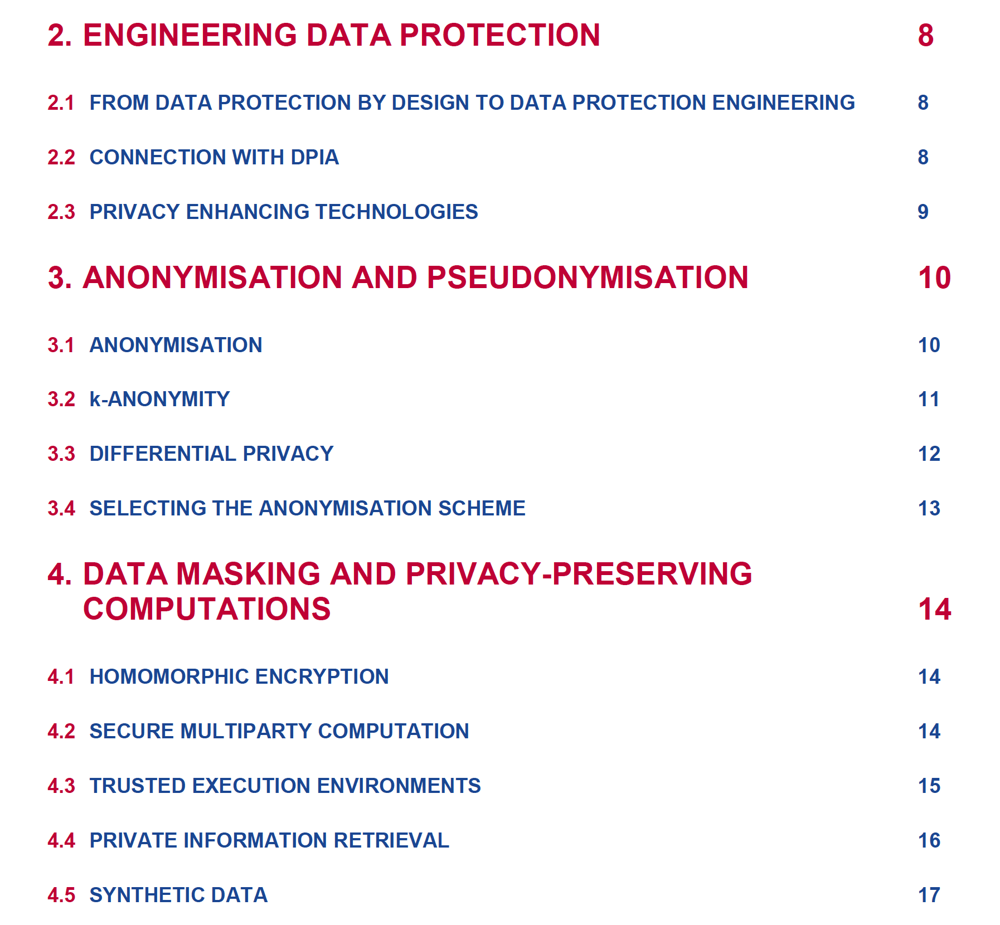 2. ENGINEERING DATA PROTECTION 8
2.1 FROM DATA PROTECTION BY DESIGN TO DATA PROTECTION ENGINEERING 8
2.2 CONNECTION WITH DPIA 8
2.3 PRIVACY ENHANCING TECHNOLOGIES 9
3. ANONYMISATION AND PSEUDONYMISATION 10
3.1 ANONYMISATION 10
3.2 k-ANONYMITY 11
3.3 DIFFERENTIAL PRIVACY 12
3.4 SELECTING THE ANONYMISATION SCHEME 13
4. DATA MASKING AND PRIVACY-PRESERVING
COMPUTATIONS 14
4.1 HOMOMORPHIC ENCRYPTION 14
4.2 SECURE MULTIPARTY COMPUTATION 14
4.3 TRUSTED EXECUTION ENVIRONMENTS 15
4.4 PRIVATE INFORMATION RETRIEVAL 16
4.5 SYNTHETIC DATA 17